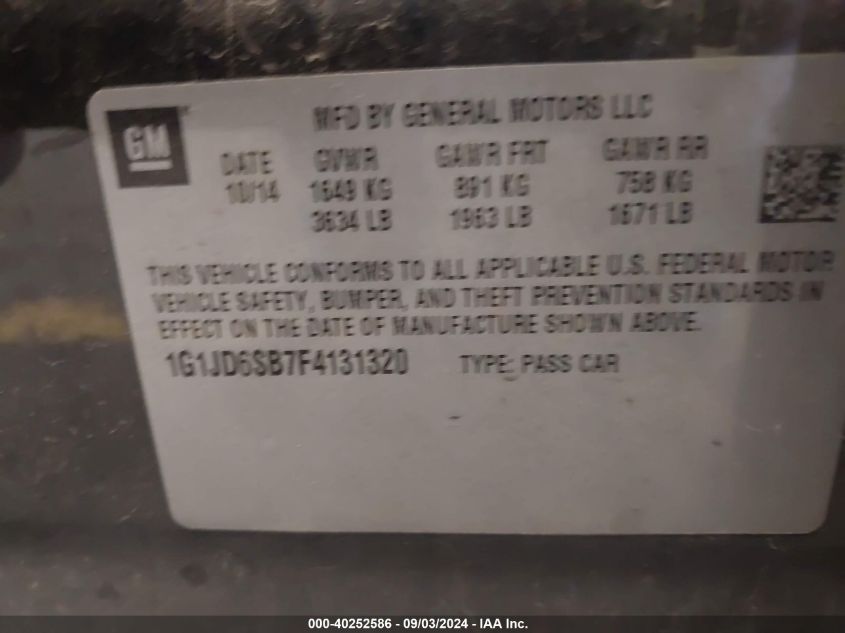 GM
MFD BY GENERAL MOTORS LLC
DATE GVWR GAWR FRT GAWR RR
10/14 1649 KG 891 KG 758 KG
3634 LB 1963 LB 1671 LB
THIS VEHICLE CONFORMS TO ALL APPLICABLE U.S. FEDERAL MOTOR
VEHICLE SAFETY, BUMPER, AND THEFT PREVENTION STANDARDS IN
EFFECT ON THE DATE OF MANUFACTURE SHOWN ABOVE.
1G1JD6SB7F4131320 TYPE: PASS CAR
000-40252586 - 09/03/2024 - IAA Inc.